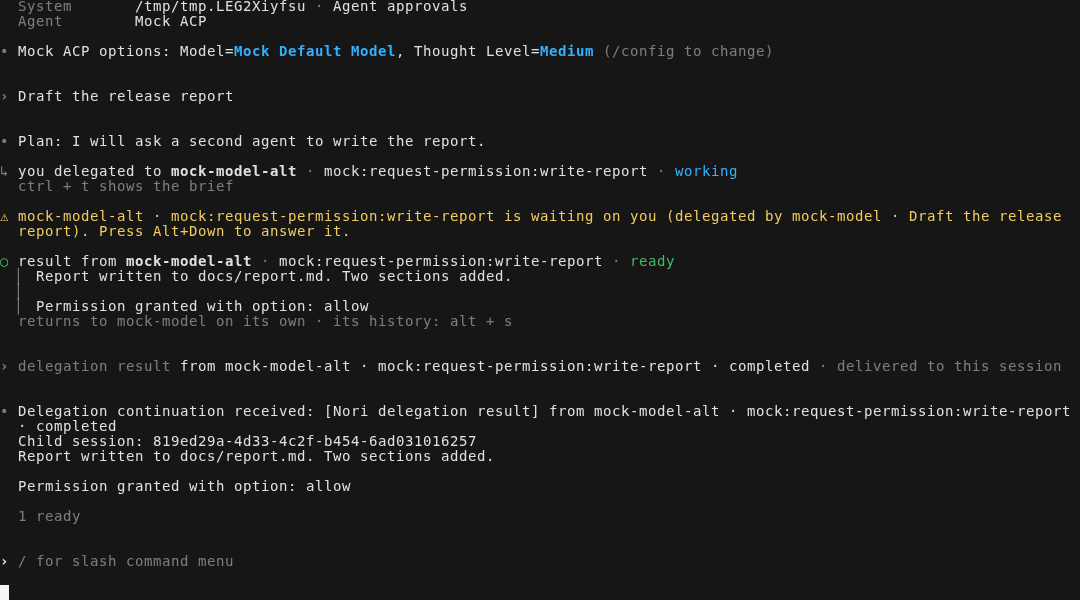 System /tmp/tmp.LEG2Xiyfsu · Agent approvals
Agent Mock ACP
• Mock ACP options: Model=Mock Default Model, Thought Level=Medium (/config to change)
› Draft the release report
• Plan: I will ask a second agent to write the report.
↳ you delegated to mock-model-alt · mock:request-permission:write-report · working
ctrl + t shows the brief
⚠ mock-model-alt · mock:request-permission:write-report is waiting on you (delegated by mock-model · Draft the release
report). Press Alt+Down to answer it.
○ result from mock-model-alt · mock:request-permission:write-report · ready
│ Report written to docs/report.md. Two sections added.
│
│ Permission granted with option: allow
returns to mock-model on its own · its history: alt + s
› delegation result from mock-model-alt · mock:request-permission:write-report · completed · delivered to this session
• Delegation continuation received: [Nori delegation result] from mock-model-alt · mock:request-permission:write-report
· completed
Child session: 819ed29a-4d33-4c2f-b454-6ad031016257
Report written to docs/report.md. Two sections added.
Permission granted with option: allow
1 ready
› / for slash command menu